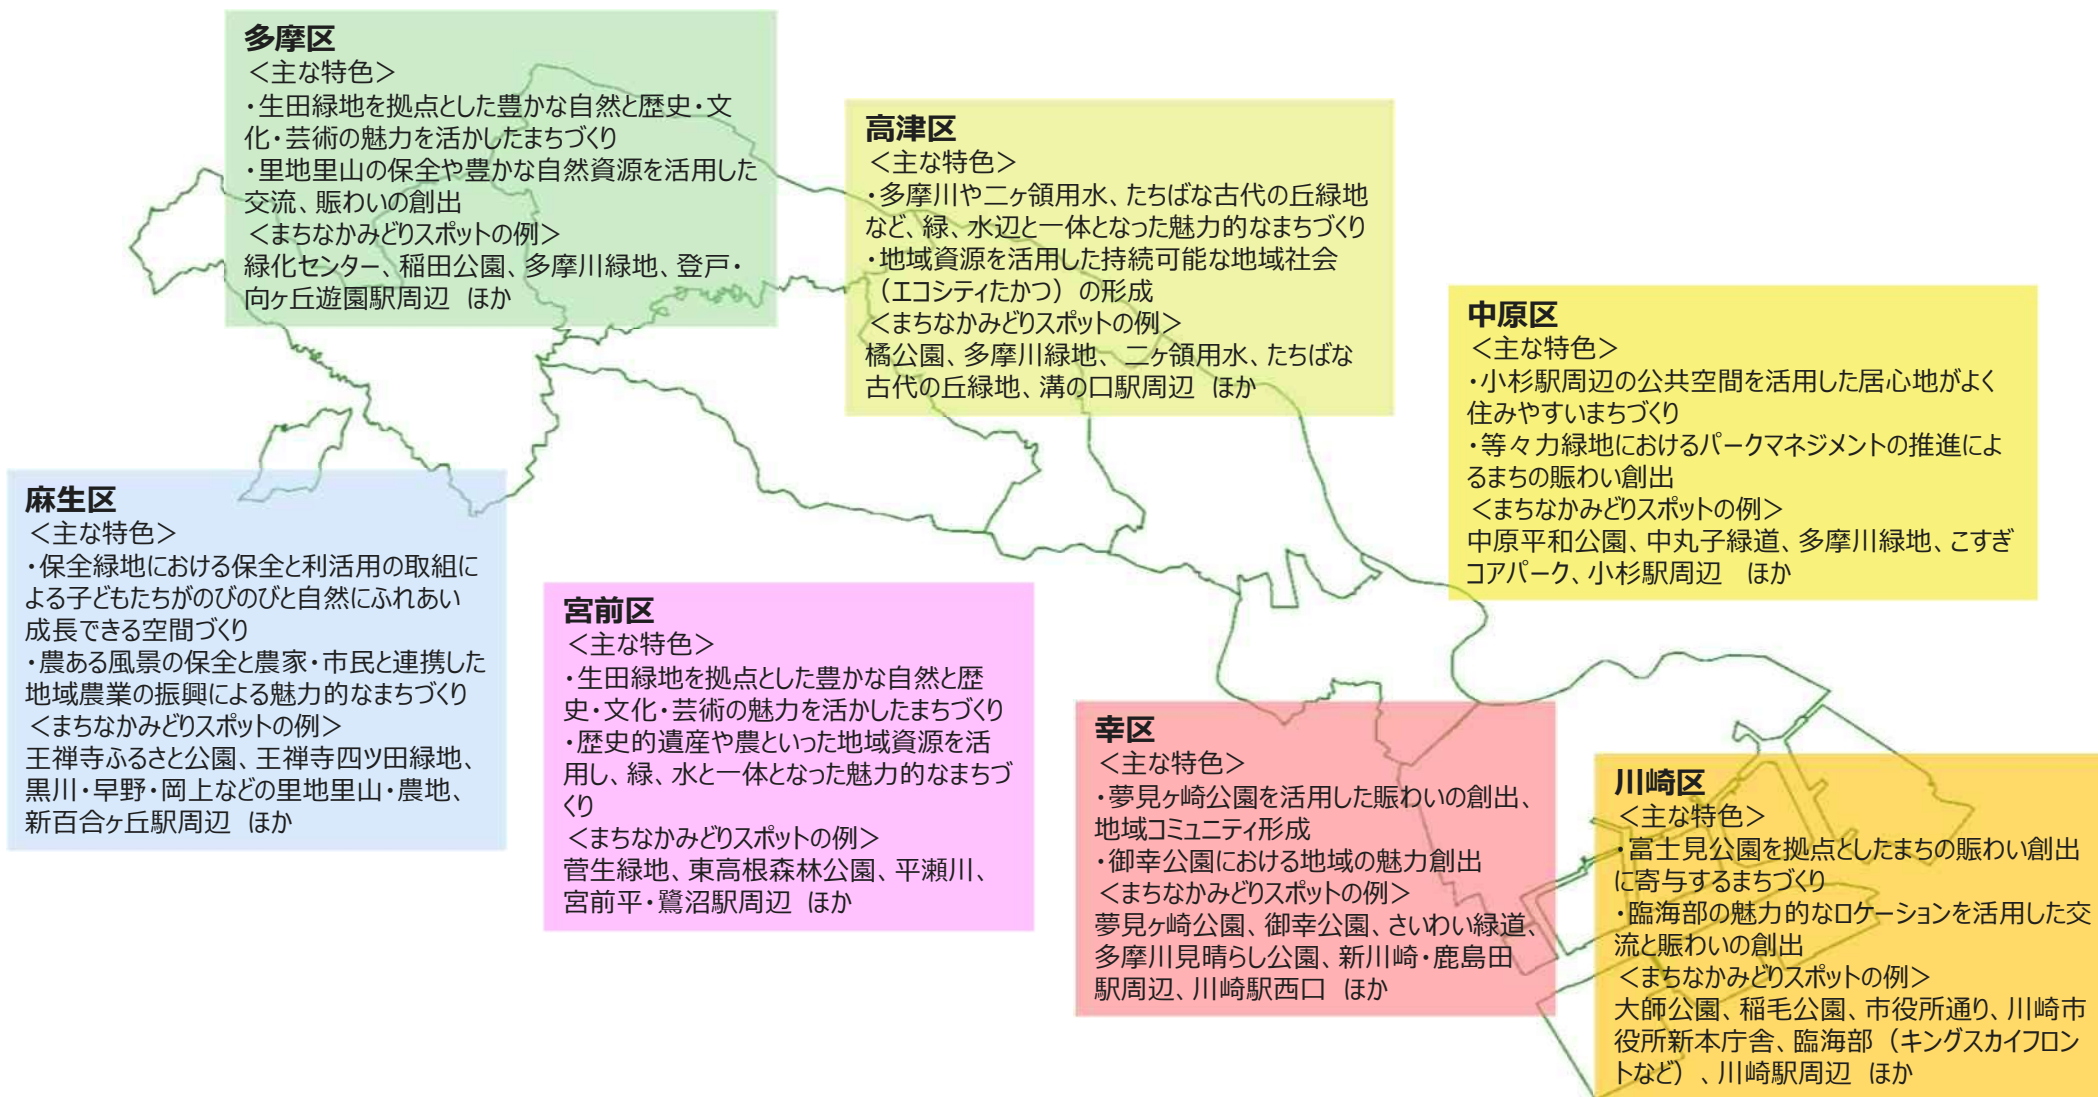 多摩区
＜主な特色＞
・生田緑地を拠点とした豊かな自然と歴史・文
化・芸術の魅力を活かしたまちづくり
・里地里山の保全や豊かな自然資源を活用した
交流、賑わいの創出
＜まちなかみどりスポットの例＞
緑化センター、稲田公園、多摩川緑地、登戸・
向ヶ丘遊園駅周辺　ほか
高津区
＜主な特色＞
・多摩川や二ヶ領用水、たちばな古代の丘緑地
など、緑、水辺と一体となった魅力的なまちづくり
・地域資源を活用した持続可能な地域社会
（エコシティたかつ）の形成
＜まちなかみどりスポットの例＞
橘公園、多摩川緑地、二ヶ領用水、たちばな
古代の丘緑地、溝の口駅周辺　ほか
中原区
＜主な特色＞
・小杉駅周辺の公共空間を活用した居心地がよく
住みやすいまちづくり
・等々力緑地におけるパークマネジメントの推進によ
るまちの賑わい創出
＜まちなかみどりスポットの例＞
中原平和公園、中丸子緑道、多摩川緑地、こすぎ
コアパーク、小杉駅周辺　ほか
麻生区
＜主な特色＞
・保全緑地における保全と利活用の取組に
よる子どもたちがのびのびと自然にふれあい
成長できる空間づくり
・農ある風景の保全と農家・市民と連携した
地域農業の振興による魅力的なまちづくり
＜まちなかみどりスポットの例＞
王禅寺ふるさと公園、王禅寺四ツ田緑地、
黒川・早野・岡上などの里地里山・農地、
新百合ヶ丘駅周辺　ほか
宮前区
＜主な特色＞
・生田緑地を拠点とした豊かな自然と歴
史・文化・芸術の魅力を活かしたまちづくり
・歴史的遺産や農といった地域資源を活
用し、緑、水と一体となった魅力的なまちづ
くり
＜まちなかみどりスポットの例＞
菅生緑地、東高根森林公園、平瀬川、
宮前平・鷺沼駅周辺　ほか
幸区
＜主な特色＞
・夢見ヶ崎公園を活用した賑わいの創出、
地域コミュニティ形成
・御幸公園における地域の魅力創出
＜まちなかみどりスポットの例＞
夢見ヶ崎公園、御幸公園、さいわい緑道、
多摩川見晴らし公園、新川崎・鹿島田
駅周辺、川崎駅西口　ほか
川崎区
＜主な特色＞
・富士見公園を拠点としたまちの賑わい創出
に寄与するまちづくり
・臨海部の魅力的なロケーションを活用した交
流と賑わいの創出
＜まちなかみどりスポットの例＞
大師公園、稲毛公園、市役所通り、川崎市
役所新本庁舎、臨海部（キングスカイフロン
トなど）、川崎駅周辺　ほか